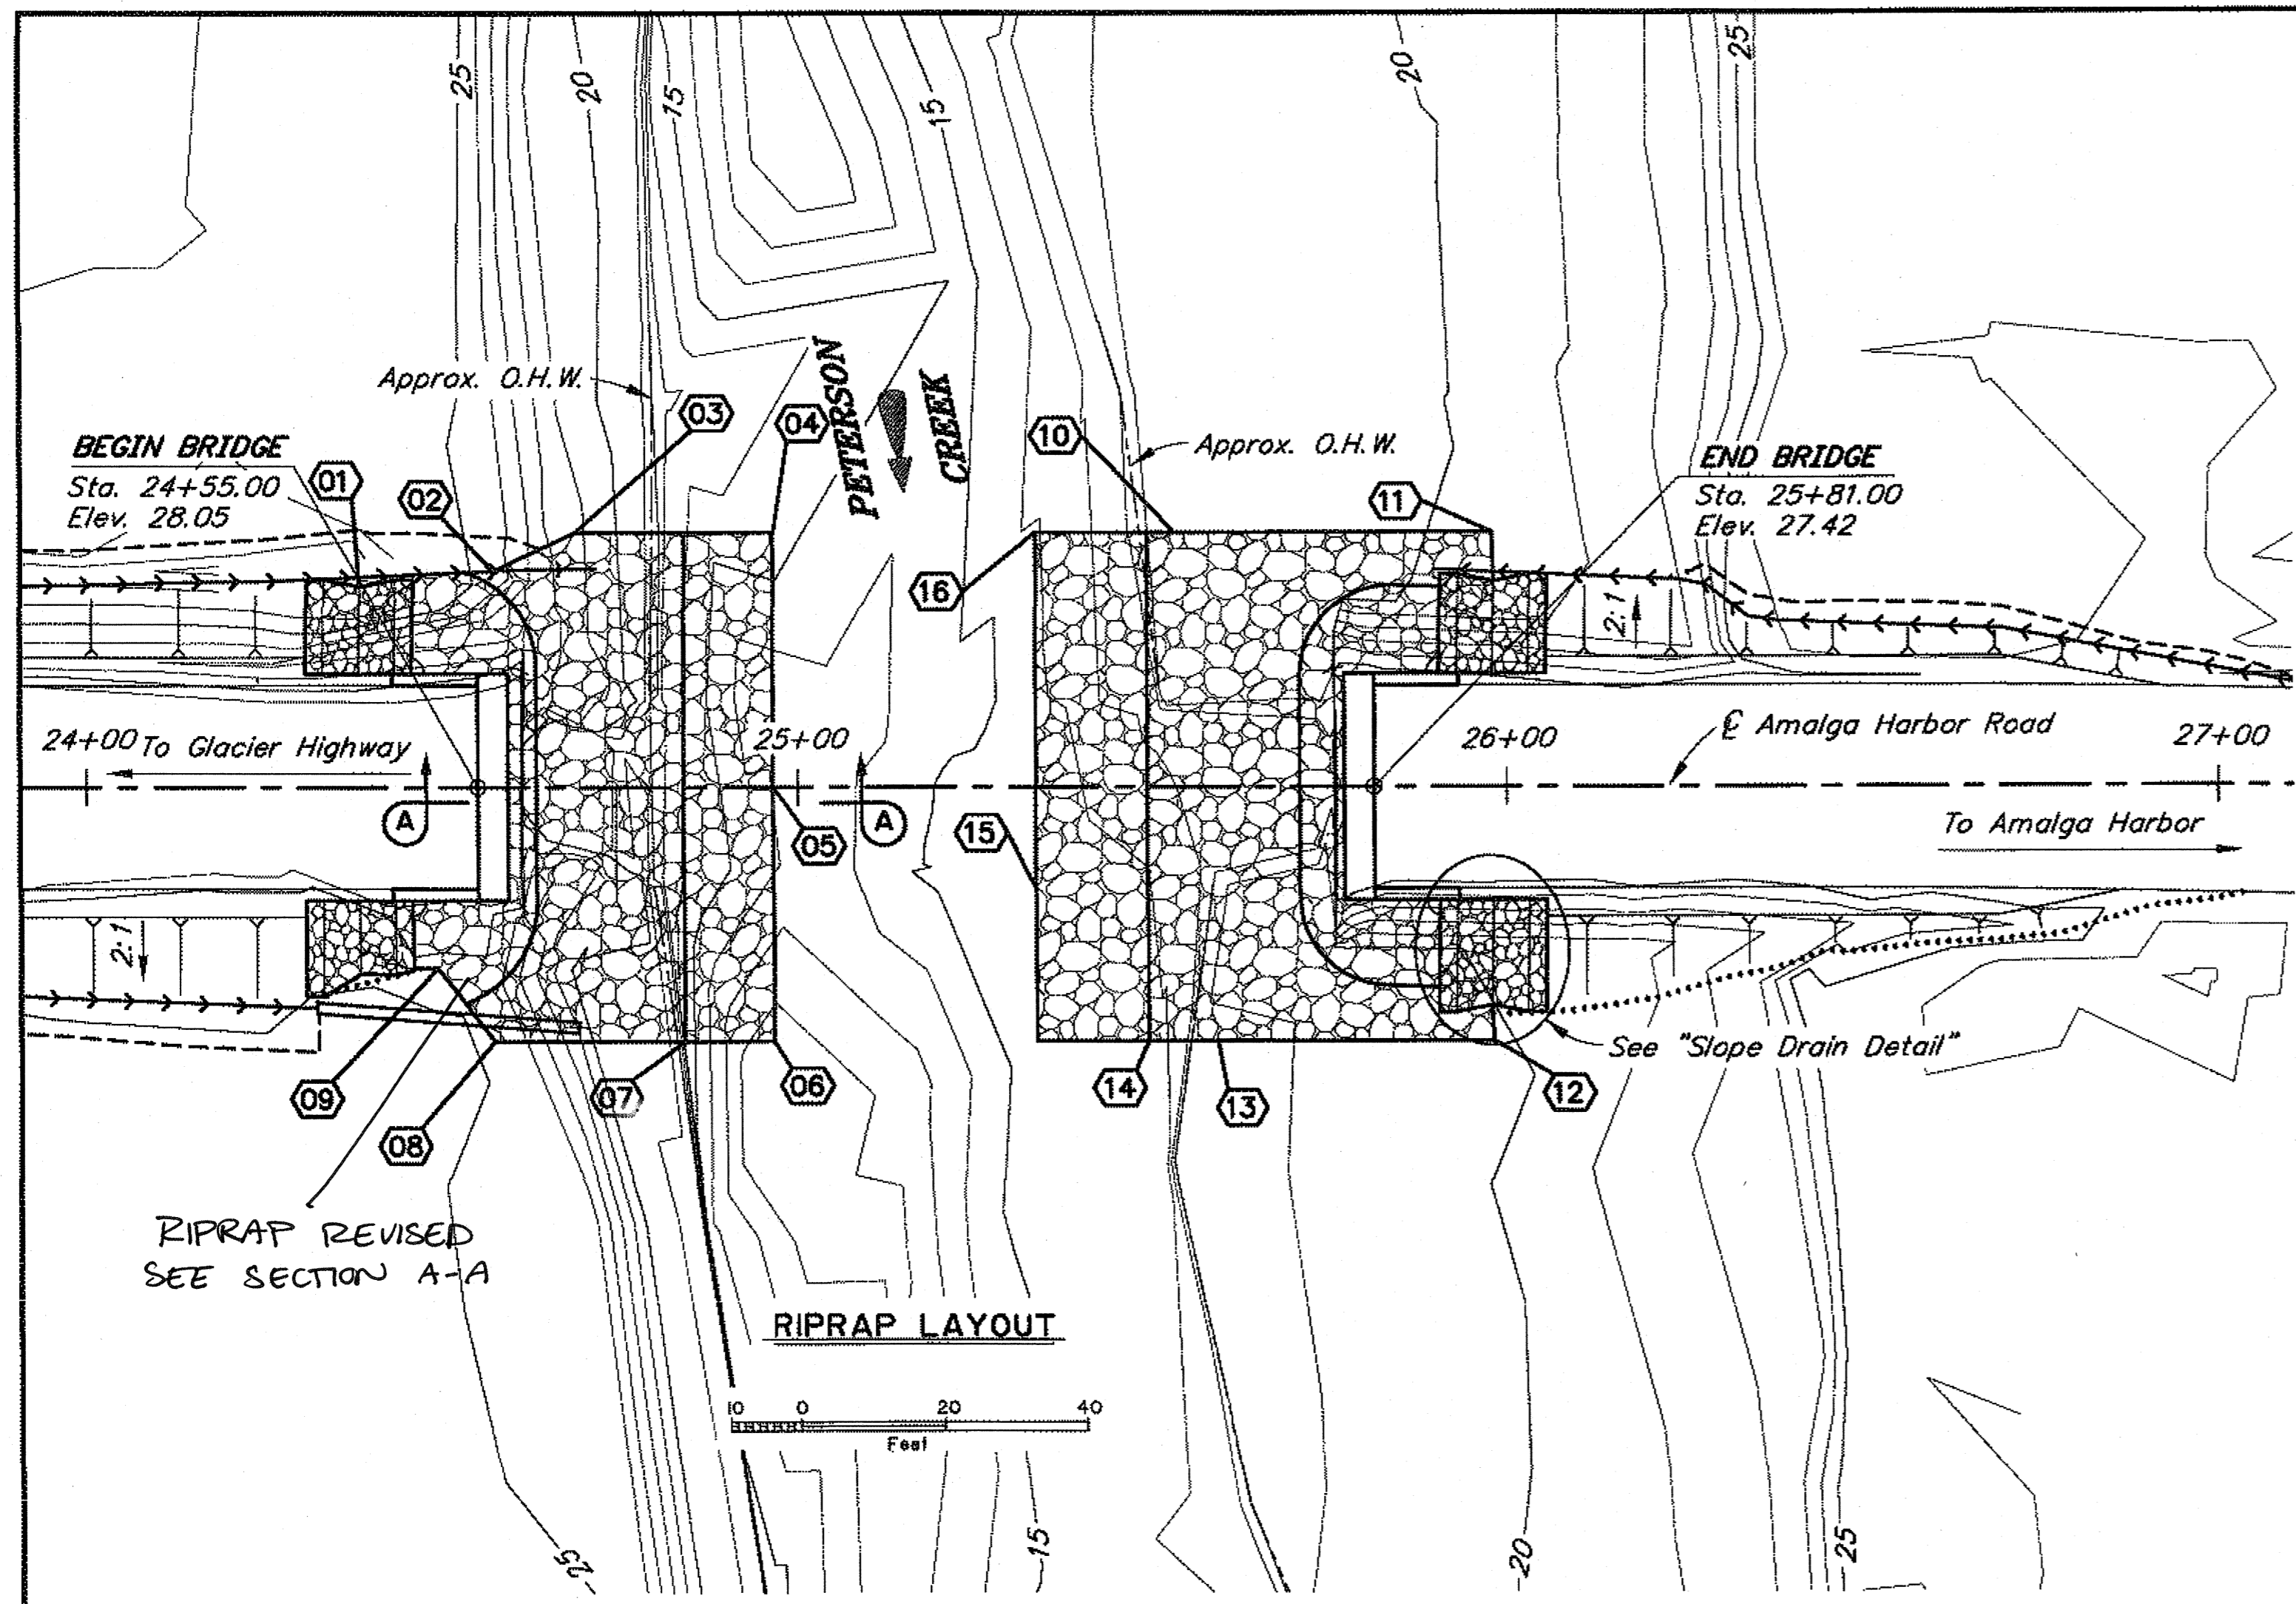 25
20
15
15
20
25
Approx. O.H.W.
03
04
PETERSON
CREEK
10
Approx. O.H.W.
BEGIN BRIDGE
Sta. 24+55.00
Elev. 28.05
01
02
11
END BRIDGE
Sta. 25+81.00
Elev. 27.42
16
2:1
24+00
To Glacier Highway
25+00
26+00
℄ Amalga Harbor Road
27+00
A
A
05
15
To Amalga Harbor
2:1
See "Slope Drain Detail"
09
08
07
06
14
13
12
RIPRAP REVISED
SEE SECTION A-A
RIPRAP LAYOUT
10 0 20 40
Feet
25
15
20
25